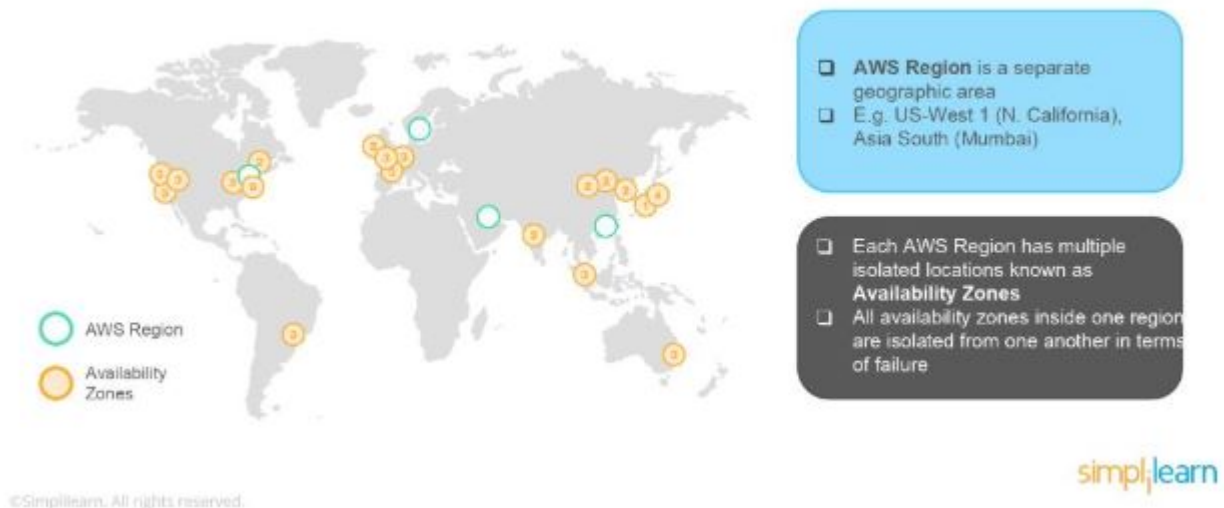 ❑ AWS Region is a separate
geographic area
❑ E.g. US-West 1 (N. California),
Asia South (Mumbai)
❑ Each AWS Region has multiple
isolated locations known as
Availability Zones
❑ All availability zones inside one region
are isolated from one another in terms
of failure
AWS Region
Availability
Zones
simplilearn
©Simplilearn. All rights reserved.